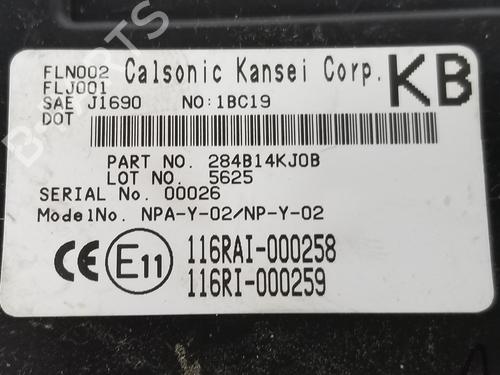 FLN002 Calsonic Kansei Corp. KB
FLJ001
SAE J1690 NO:1BC19
DOT
PART NO. 284B14KJ0B
LOT NO. 5625
SERIAL No. 00026
ModelNo. NPA-Y-02/NP-Y-02
CE E11 116RAI-000258
116RI-000259
B-PARTS